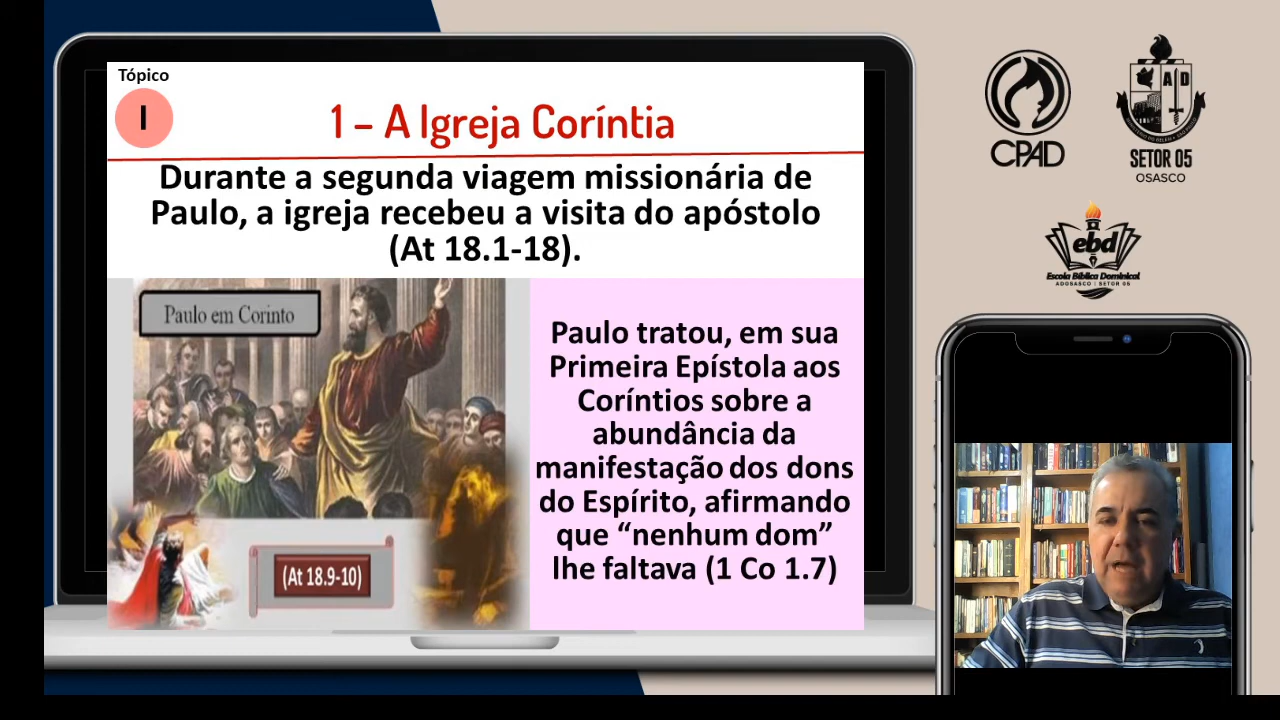 Tópico
I
1 – A Igreja Coríntia
Durante a segunda viagem missionária de
Paulo, a igreja recebeu a visita do apóstolo
(At 18.1-18).
Paulo em Corinto
(At 18.9-10)
Paulo tratou, em sua
Primeira Epístola aos
Coríntios sobre a
abundância da
manifestação dos dons
do Espírito, afirmando
que “nenhum dom”
lhe faltava (1 Co 1.7)
CPAD
A D
SETOR 05
OSASCO
ebd
Escola Bíblica Dominical
ADOSASCO | SETOR 05